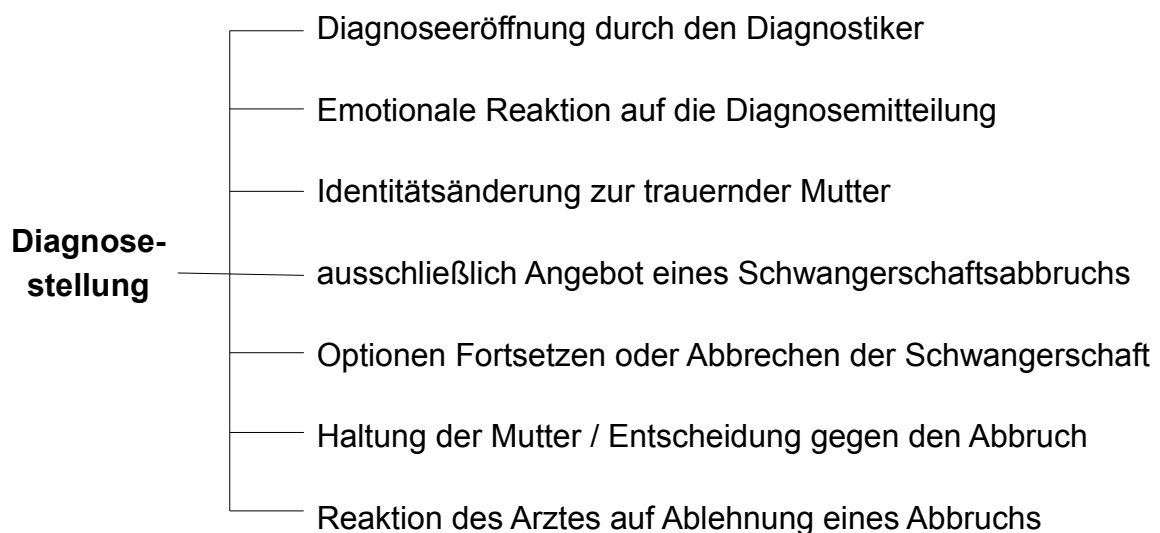 Diagnoseeröffnung durch den Diagnostiker
Emotionale Reaktion auf die Diagnosemitteilung
Identitätsänderung zur trauernder Mutter
Diagnose-
stellung
ausschließlich Angebot eines Schwangerschaftsabbruchs
Optionen Fortsetzen oder Abbrechen der Schwangerschaft
Haltung der Mutter / Entscheidung gegen den Abbruch
Reaktion des Arztes auf Ablehnung eines Abbruchs